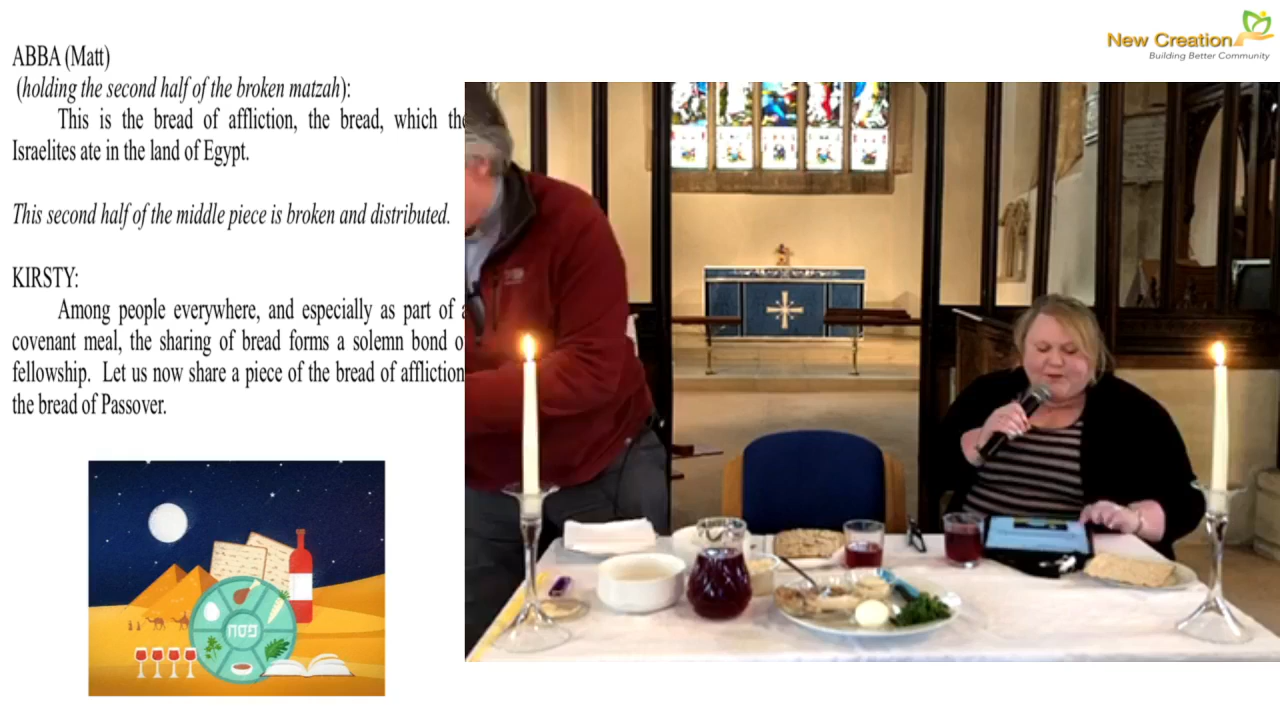 New Creation
Building Better Community
ABBA (Matt)
(holding the second half of the broken matzah):
This is the bread of affliction, the bread, which the
Israelites ate in the land of Egypt.
This second half of the middle piece is broken and distributed.
KIRSTY:
Among people everywhere, and especially as part of a
covenant meal, the sharing of bread forms a solemn bond o
fellowship. Let us now share a piece of the bread of affliction
the bread of Passover.
פסח